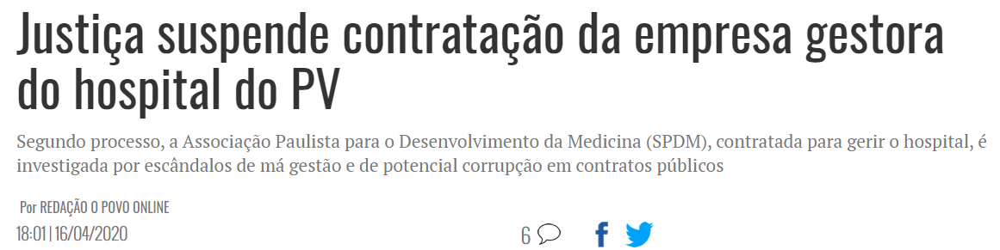 Justiça suspende contratação da empresa gestora
do hospital do PV
Segundo processo, a Associação Paulista para o Desenvolvimento da Medicina (SPDM), contratada para gerir o hospital, é
investigada por escândalos de má gestão e de potencial corrupção em contratos públicos
Por REDAÇÃO O POVO ONLINE
18:01 | 16/04/2020
6